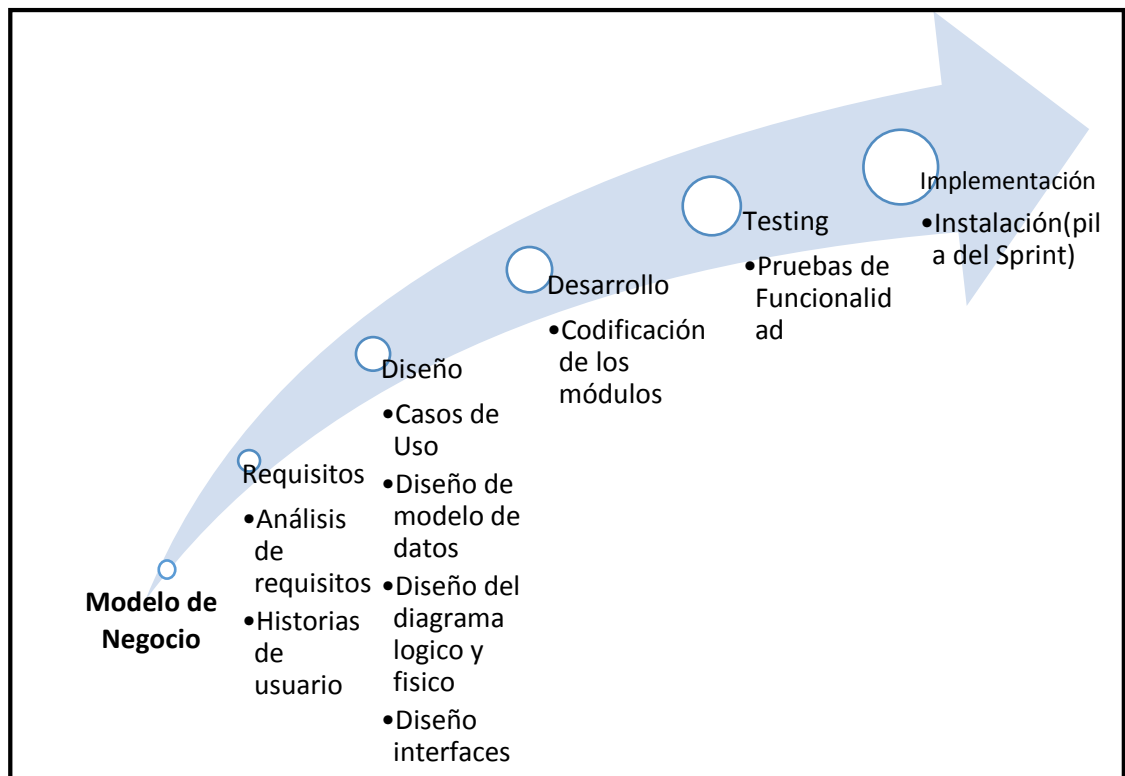 Modelo de
Negocio
Requisitos
•Análisis
de
requisitos
•Historias
de
usuario
Diseño
•Casos de
Uso
•Diseño de
modelo de
datos
•Diseño del
diagrama
logico y
fisico
•Diseño
interfaces
Desarrollo
•Codificación
de los
módulos
Testing
•Pruebas de
Funcionalid
ad
Implementación
•Instalación(pil
a del Sprint)